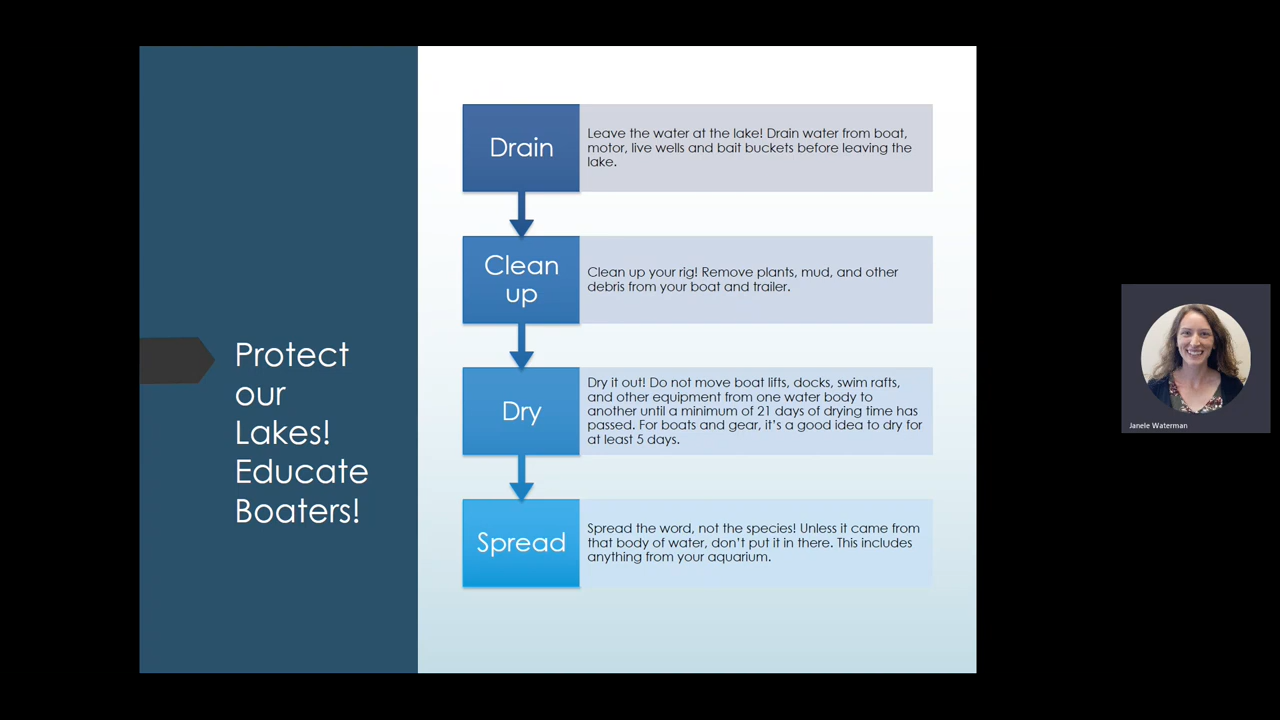 Protect
our
Lakes!
Educate
Boaters!
Drain
Leave the water at the lake! Drain water from boat,
motor, live wells and bait buckets before leaving the
lake.
Clean
up
Clean up your rig! Remove plants, mud, and other
debris from your boat and trailer.
Dry
Dry it out! Do not move boat lifts, docks, swim rafts,
and other equipment from one water body to
another until a minimum of 21 days of drying time has
passed. For boats and gear, it's a good idea to dry for
at least 5 days.
Spread
Spread the word, not the species! Unless it came from
that body of water, don't put it in there. This includes
anything from your aquarium.
Janele Waterman